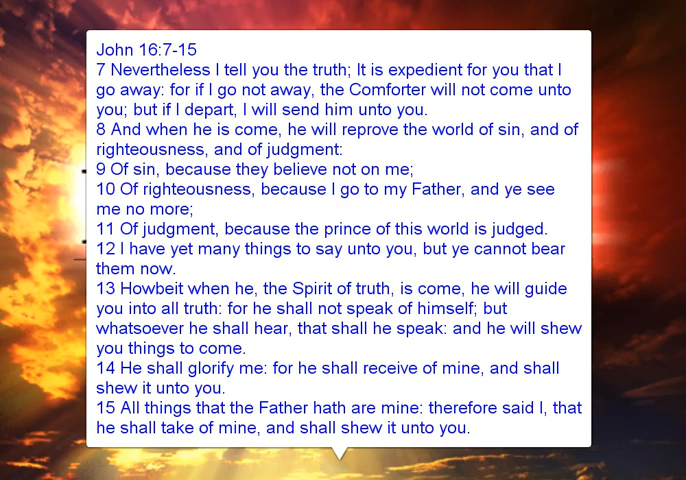 John 16:7-15
7 Nevertheless I tell you the truth; It is expedient for you that I
go away: for if I go not away, the Comforter will not come unto
you; but if I depart, I will send him unto you.
8 And when he is come, he will reprove the world of sin, and of
righteousness, and of judgment:
9 Of sin, because they believe not on me;
10 Of righteousness, because I go to my Father, and ye see
me no more;
11 Of judgment, because the prince of this world is judged.
12 I have yet many things to say unto you, but ye cannot bear
them now.
13 Howbeit when he, the Spirit of truth, is come, he will guide
you into all truth: for he shall not speak of himself; but
whatsoever he shall hear, that shall he speak: and he will shew
you things to come.
14 He shall glorify me: for he shall receive of mine, and shall
shew it unto you.
15 All things that the Father hath are mine: therefore said I, that
he shall take of mine, and shall shew it unto you.